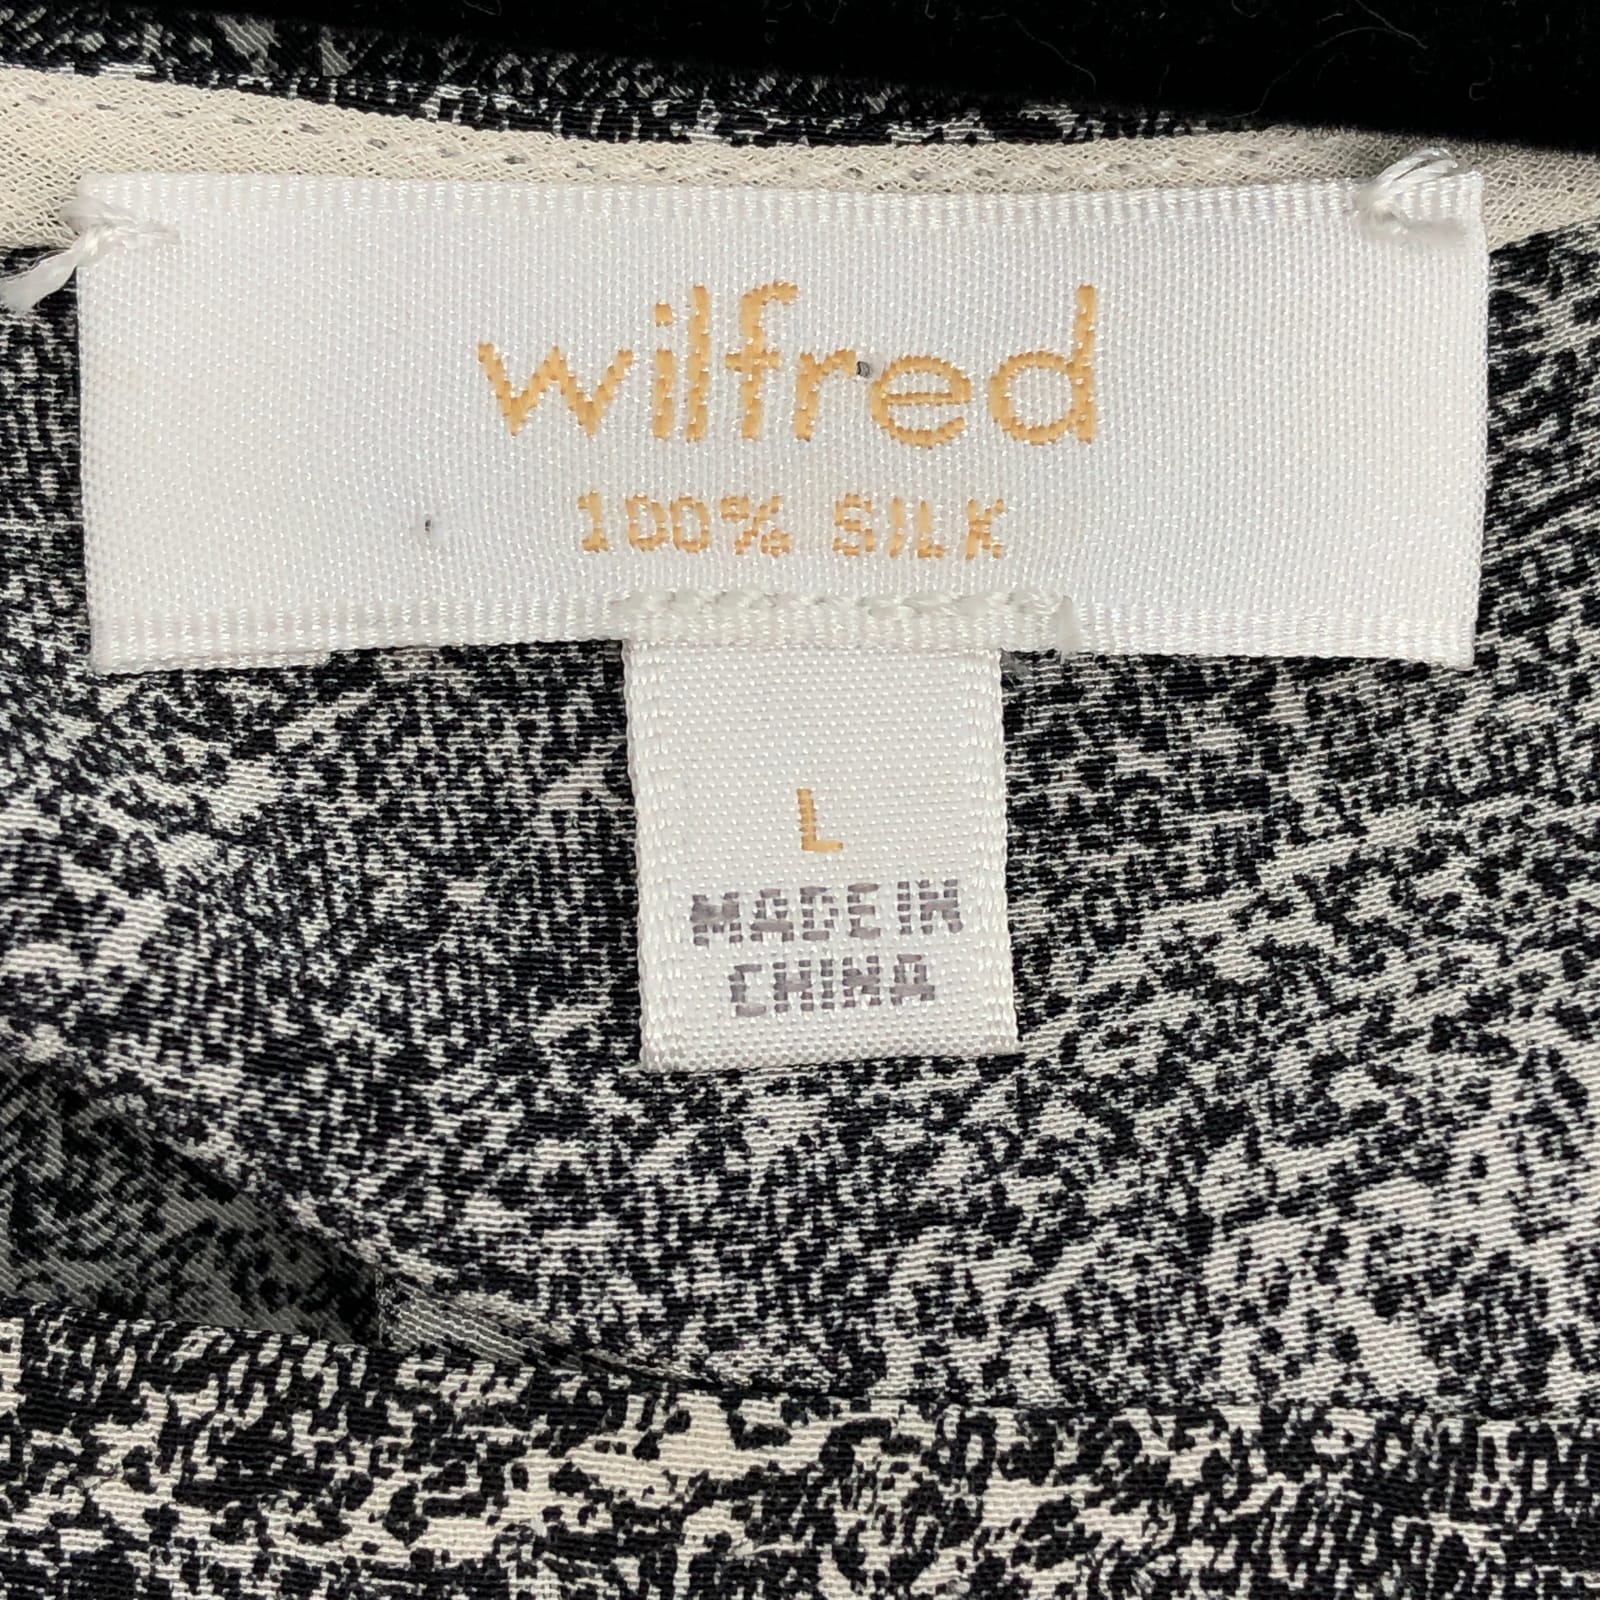 wilfred
100% SILK
L
MADE IN
CHINA